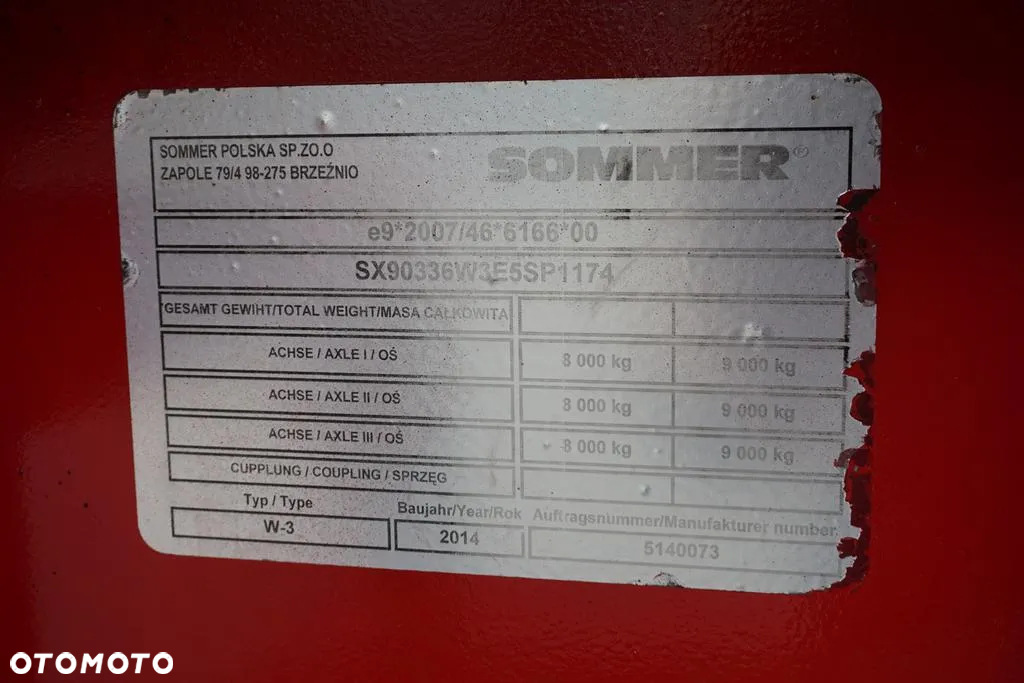 SOMMER POLSKA SP.ZO.O
ZAPOLE 79/4 98-275 BRZEŹNIO
SOMMER®
e9*2007/46*6166*00
SX90336W3E5SP1174
GESAMT GEWIHT/TOTAL WEIGHT/MASA CAŁKOWITA
ACHSE / AXLE I / OŚ 8 000 kg 9 000 kg
ACHSE / AXLE II / OŚ 8 000 kg 9 000 kg
ACHSE / AXLE III / OŚ 8 000 kg 9 000 kg
CUPPLUNG / COUPLING / SPRZĘG
Typ / Type Baujahr/Year/Rok Auftragsnummer/Manufakturer number
W-3 2014 5140073
OTOMOTO